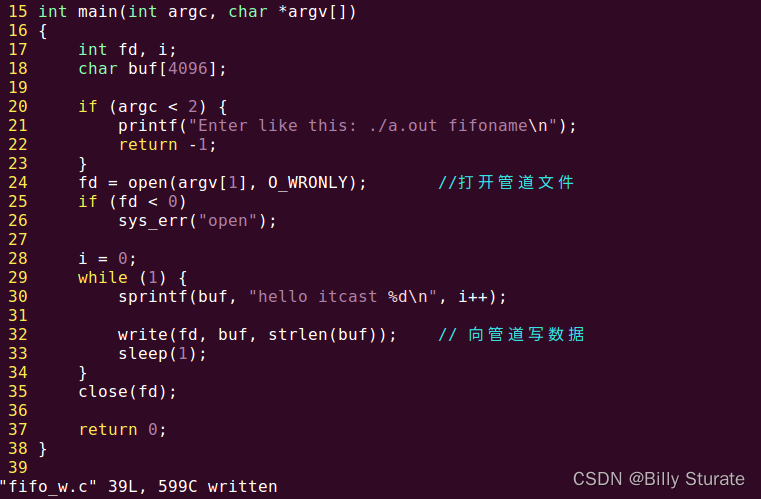 15 int main(int argc, char *argv[])
16 {
17     int fd, i;
18     char buf[4096];
19
20     if (argc < 2) {
21         printf("Enter like this: ./a.out fifoname\n");
22         return -1;
23     }
24     fd = open(argv[1], O_WRONLY);       //打开管道文件
25     if (fd < 0)
26         sys_err("open");
27
28     i = 0;
29     while (1) {
30         sprintf(buf, "hello itcast %d\n", i++);
31
32         write(fd, buf, strlen(buf));    // 向管道写数据
33         sleep(1);
34     }
35     close(fd);
36
37     return 0;
38 }
39
"fifo_w.c" 39L, 599C written
CSDN @Billy Sturate